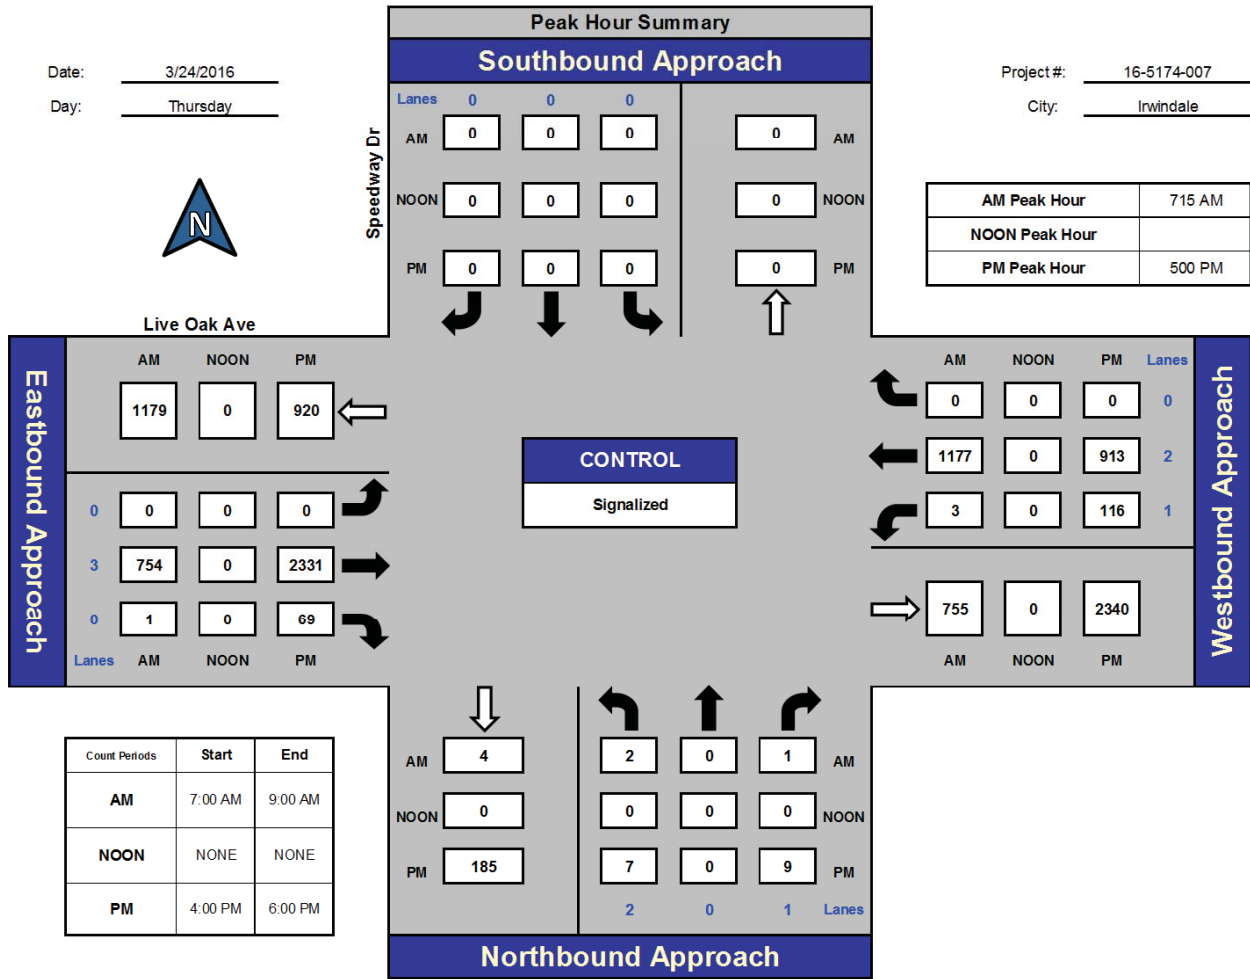 Peak Hour Summary
Southbound Approach
Date: 3/24/2016
Day: Thursday
Project #: 16-5174-007
City: Irwindale
Speedway Dr
Lanes 0 0 0
AM 0 0 0 0 AM
NOON 0 0 0 0 NOON
PM 0 0 0 0 PM
N
AM Peak Hour 715 AM
NOON Peak Hour
PM Peak Hour 500 PM
Live Oak Ave
Eastbound Approach
AM NOON PM
1179 0 920
0 0 0 0
3 754 0 2331
0 1 0 69
Lanes AM NOON PM
CONTROL
Signalized
AM NOON PM Lanes
0 0 0 0
1177 0 913 2
3 0 116 1
755 0 2340
AM NOON PM
Westbound Approach
Count Periods Start End
AM 7:00 AM 9:00 AM
NOON NONE NONE
PM 4:00 PM 6:00 PM
AM 4 2 0 1 AM
NOON 0 0 0 0 NOON
PM 185 7 0 9 PM
2 0 1 Lanes
Northbound Approach